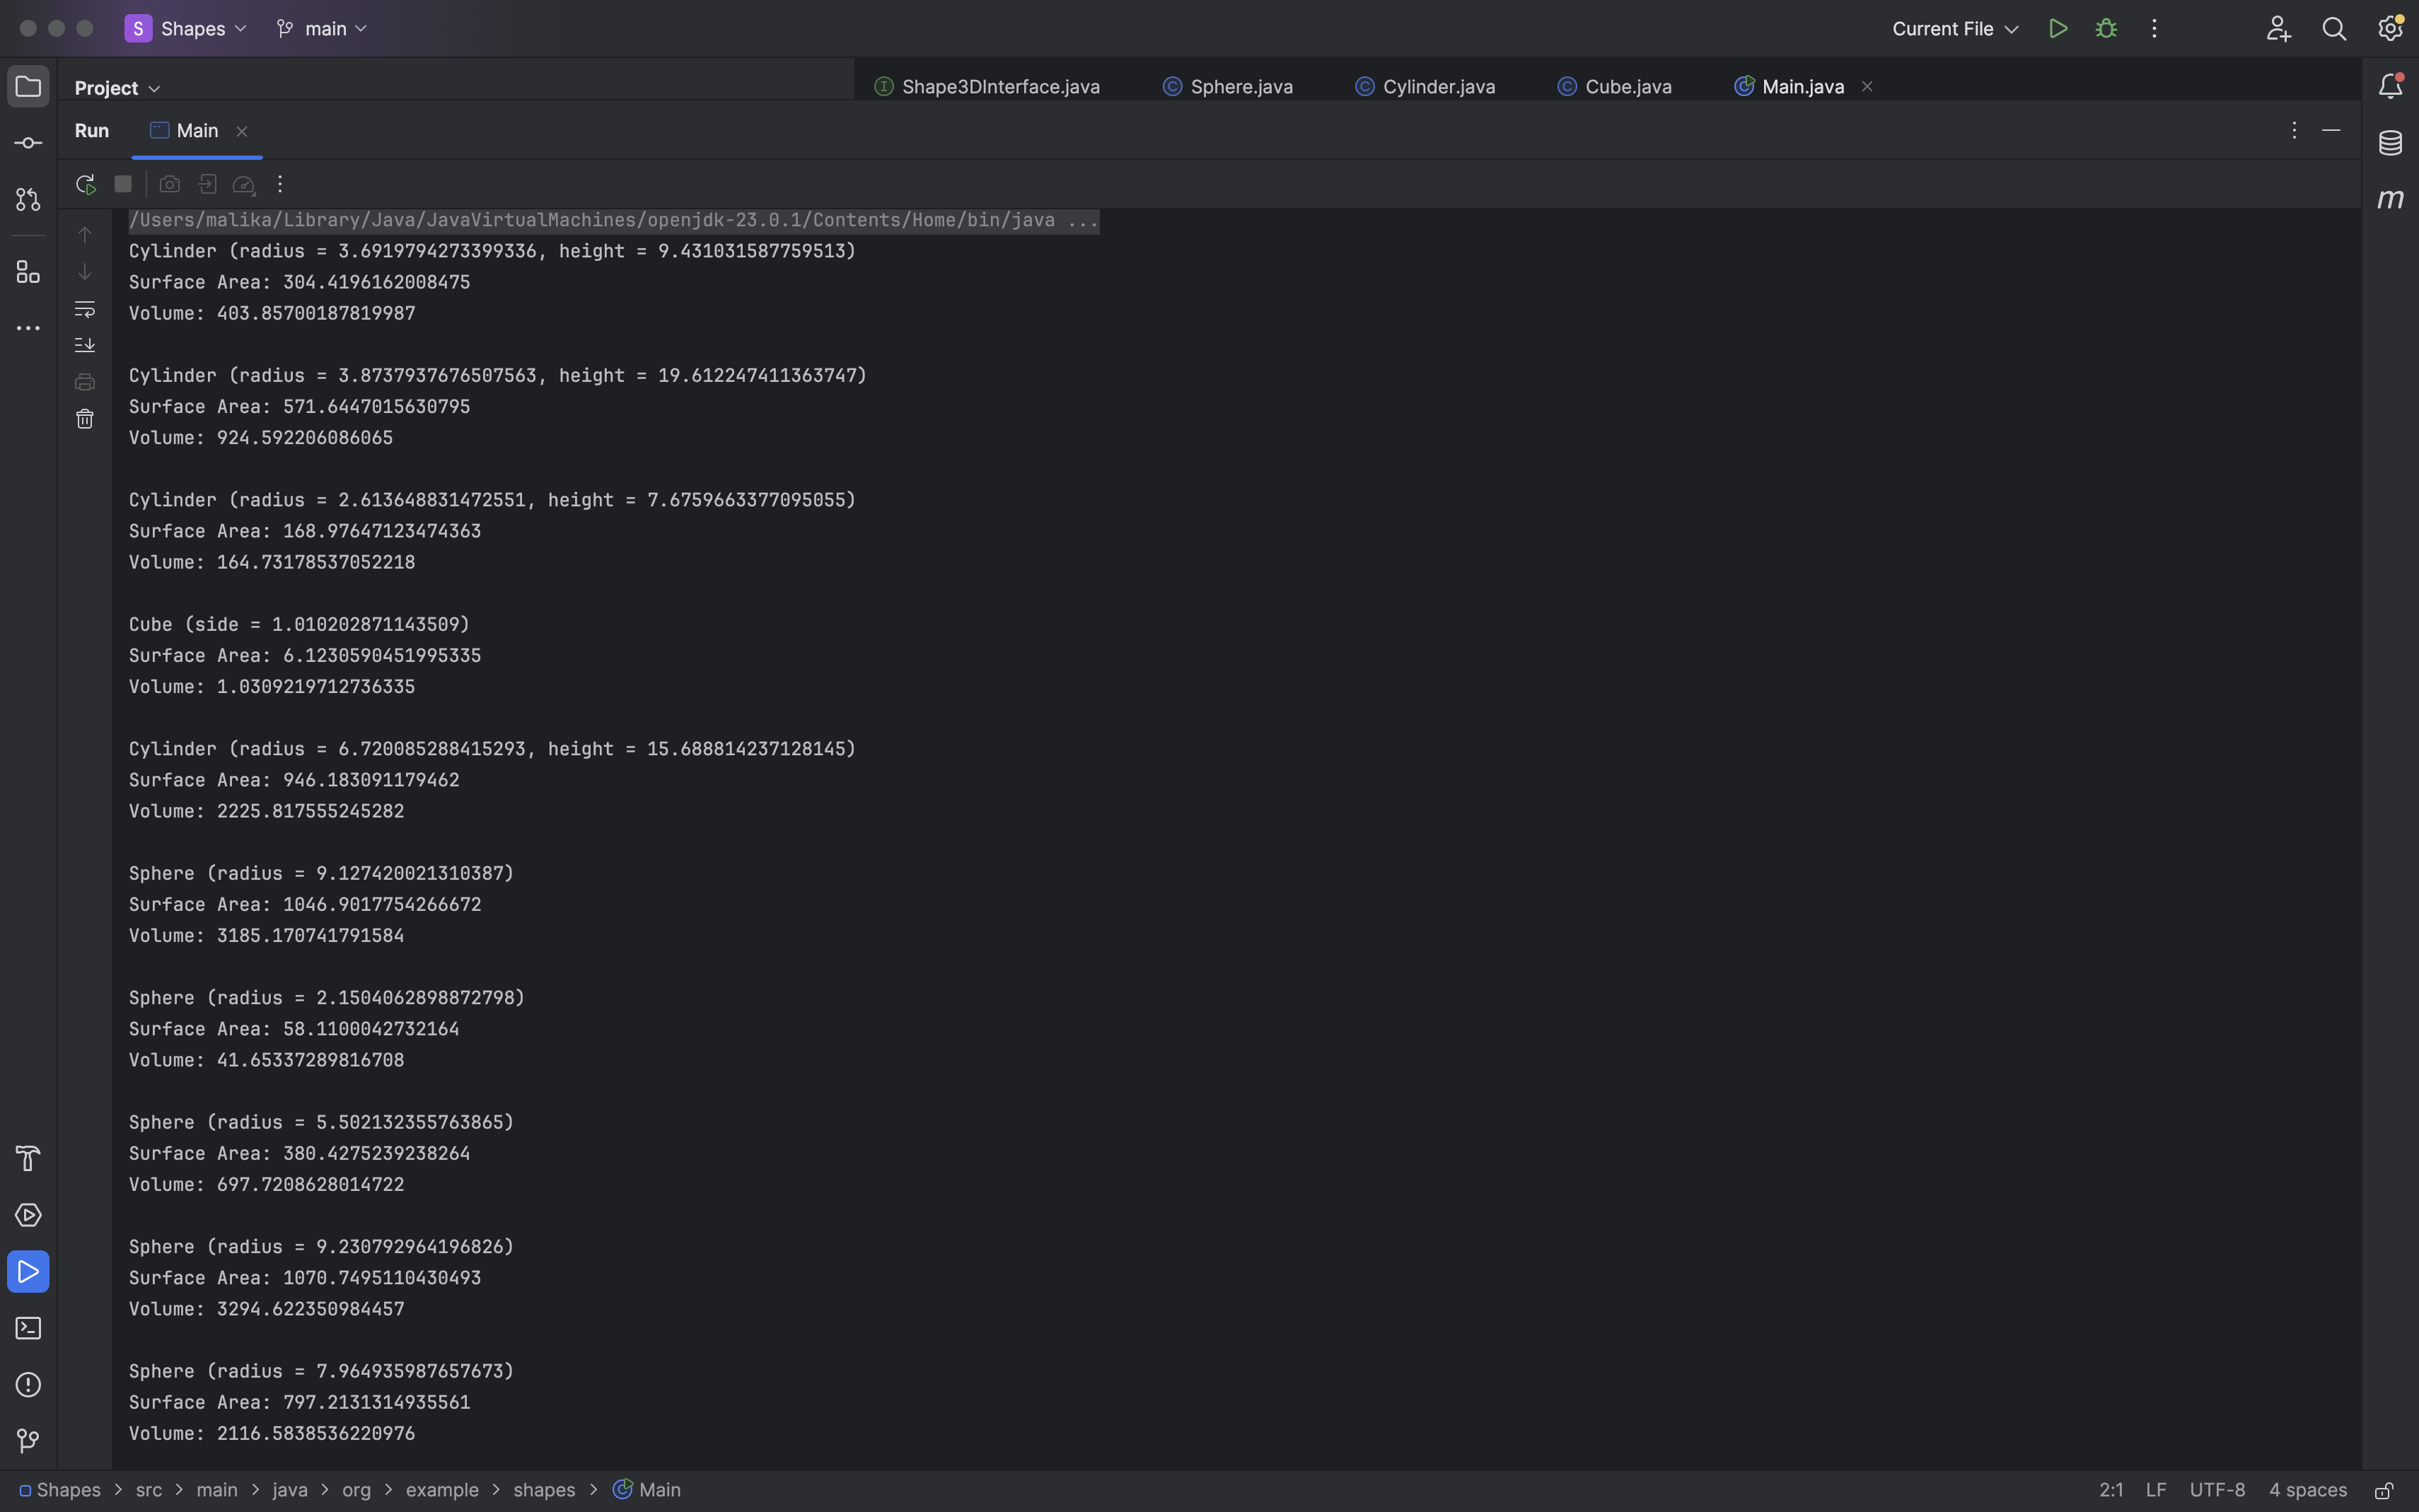 S Shapes main Current File
Project Shape3DInterface.java Sphere.java Cylinder.java Cube.java Main.java
Run Main
/Users/malika/Library/Java/JavaVirtualMachines/openjdk-23.0.1/Contents/Home/bin/java ...
Cylinder (radius = 3.6919794273399336, height = 9.431031587759513)
Surface Area: 304.4196162008475
Volume: 403.85700187819987
Cylinder (radius = 3.8737937676507563, height = 19.612247411363747)
Surface Area: 571.6447015630795
Volume: 924.592206086065
Cylinder (radius = 2.613648831472551, height = 7.6759663377095055)
Surface Area: 168.97647123474363
Volume: 164.73178537052218
Cube (side = 1.010202871143509)
Surface Area: 6.1230590451995335
Volume: 1.0309219712736335
Cylinder (radius = 6.720085288415293, height = 15.688814237128145)
Surface Area: 946.183091179462
Volume: 2225.817555245282
Sphere (radius = 9.127420021310387)
Surface Area: 1046.9017754266672
Volume: 3185.170741791584
Sphere (radius = 2.1504062898872798)
Surface Area: 58.1100042732164
Volume: 41.65337289816708
Sphere (radius = 5.502132355763865)
Surface Area: 380.4275239238264
Volume: 697.7208628014722
Sphere (radius = 9.230792964196826)
Surface Area: 1070.7495110430493
Volume: 3294.622350984457
Sphere (radius = 7.964935987657673)
Surface Area: 797.2131314935561
Volume: 2116.5838536220976
Shapes > src > main > java > org > example > shapes > Main 2:1 LF UTF-8 4 spaces